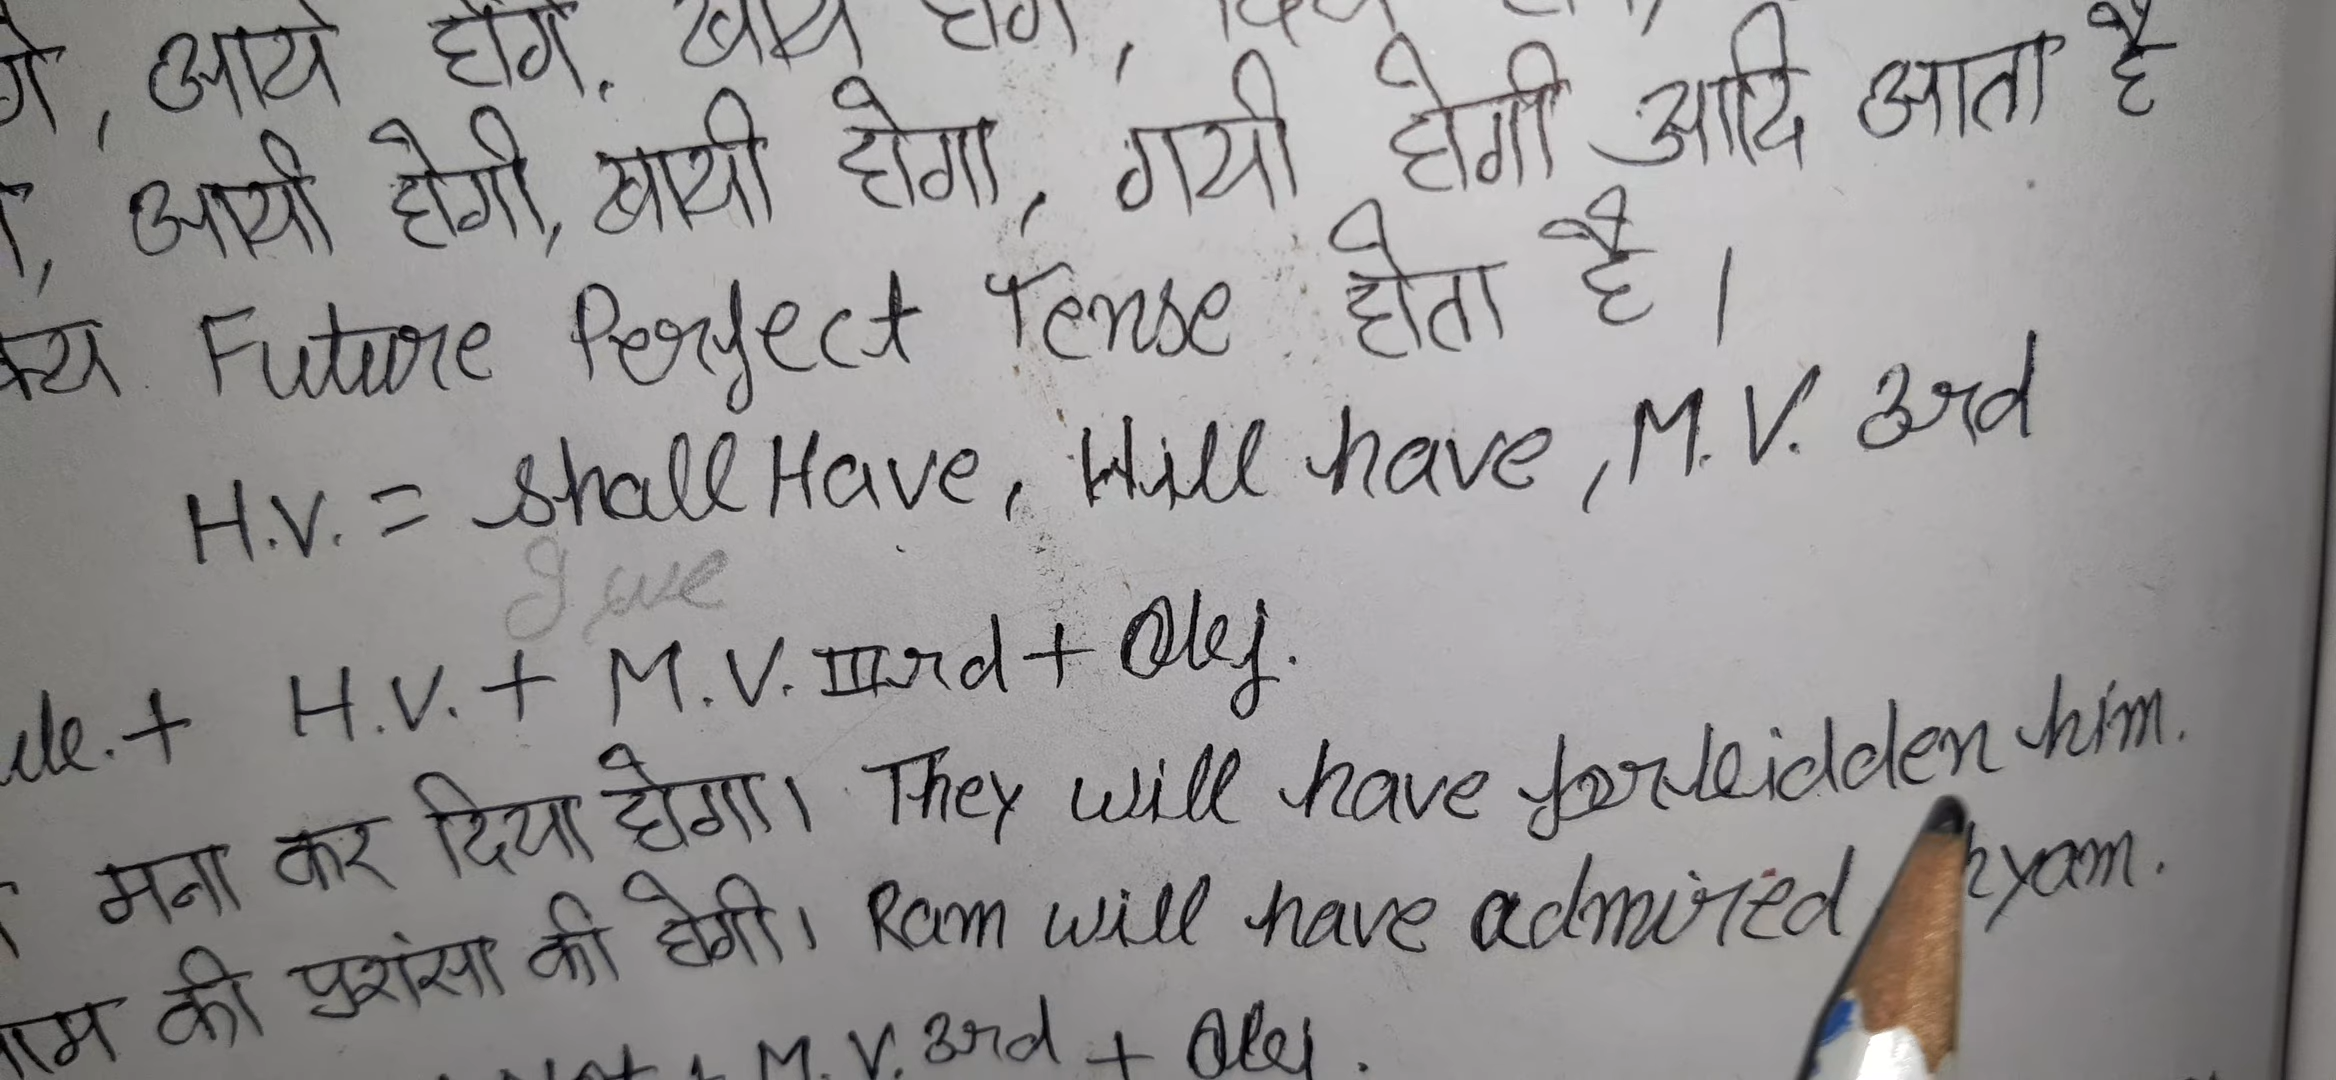 गे, आये होंगे, खाये होंगे,
, आयी होगी, खायी होगा, गयी होगी आदि आता है
Future Perfect Tense होता है।
H.V. = shall Have, Will have, M.V. 3rd
I we
+ H.V. + M.V. IIIrd + Obj.
मना कर दिया होगा। They will have forbidden him.
की प्रशंसा की होगी। Ram will have admired hyam.
+ M.V. 3rd + Obj.